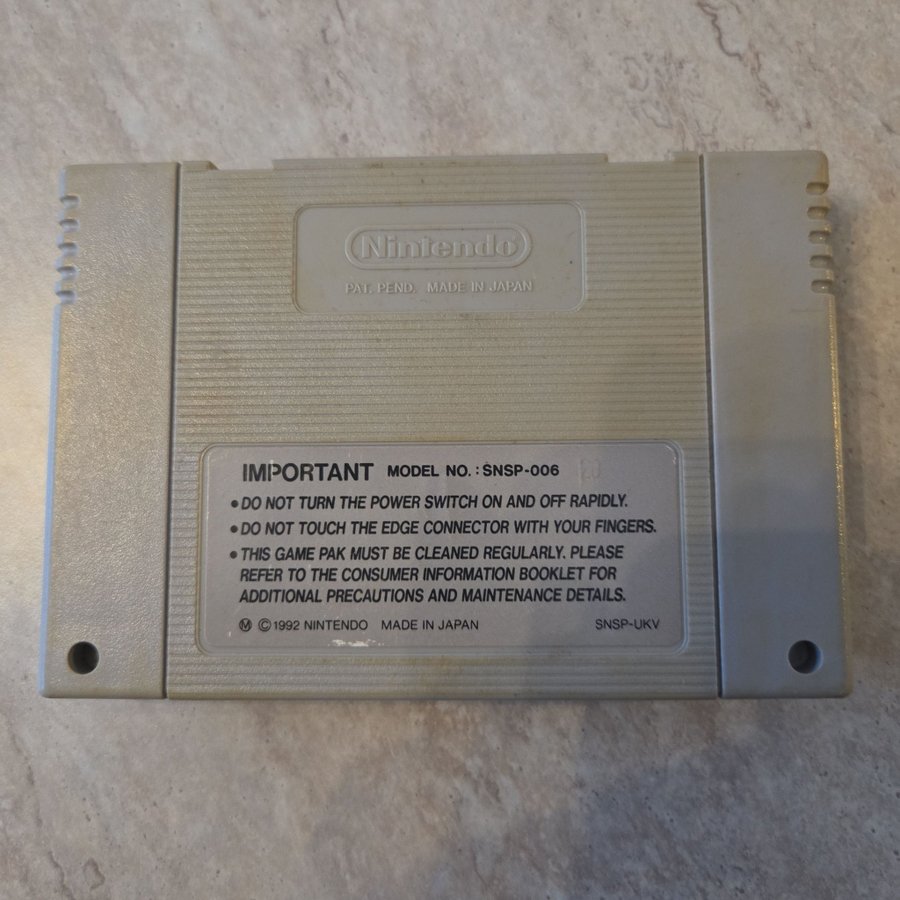 Nintendo
PAT. PEND. MADE IN JAPAN
IMPORTANT MODEL NO.: SNSP-006
• DO NOT TURN THE POWER SWITCH ON AND OFF RAPIDLY.
• DO NOT TOUCH THE EDGE CONNECTOR WITH YOUR FINGERS.
• THIS GAME PAK MUST BE CLEANED REGULARLY. PLEASE
REFER TO THE CONSUMER INFORMATION BOOKLET FOR
ADDITIONAL PRECAUTIONS AND MAINTENANCE DETAILS.
Ⓜ ©1992 NINTENDO MADE IN JAPAN SNSP-UKV